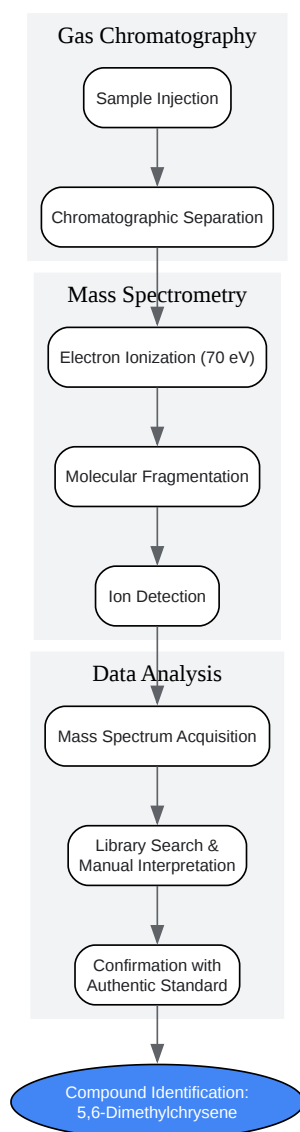 Gas Chromatography
Sample Injection
Chromatographic Separation
Mass Spectrometry
Electron Ionization (70 eV)
Molecular Fragmentation
Ion Detection
Data Analysis
Mass Spectrum Acquisition
Library Search &
Manual Interpretation
Confirmation with
Authentic Standard
Compound Identification:
5,6-Dimethylchrysene